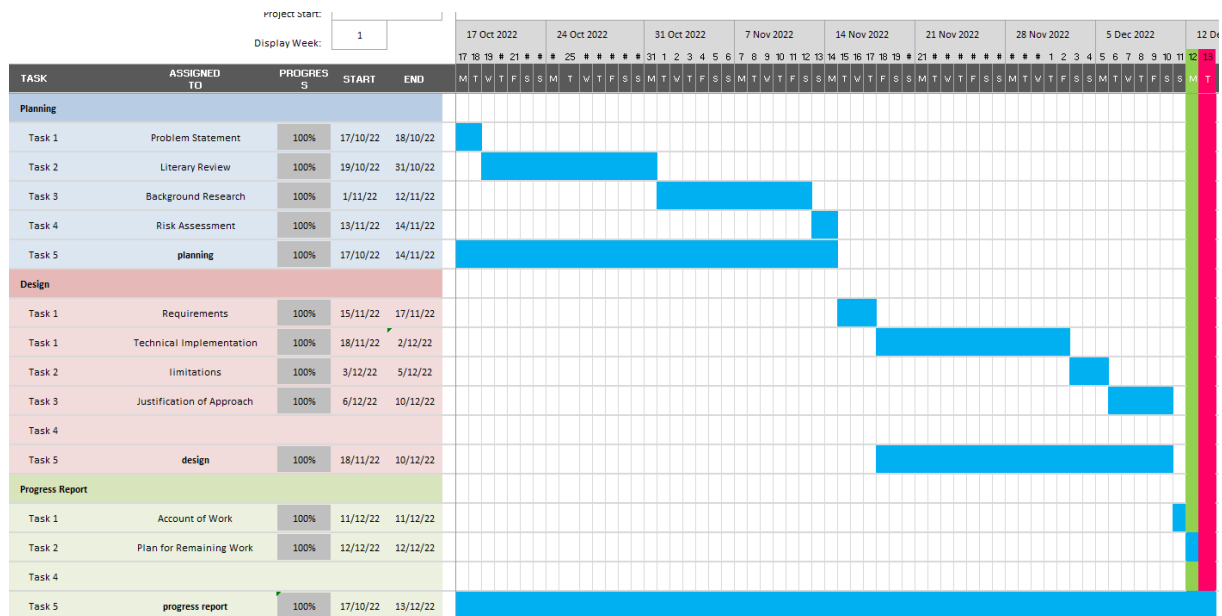 Project Start:
Display Week: 1
17 Oct 2022 24 Oct 2022 31 Oct 2022 7 Nov 2022 14 Nov 2022 21 Nov 2022 28 Nov 2022 5 Dec 2022 12 De
17 18 19 # 21 # # # 25 # # # # # 31 1 2 3 4 5 6 7 8 9 10 11 12 13 14 15 16 17 18 19 # 21 # # # # # # # # # 1 2 3 4 5 6 7 8 9 10 11 12 13
TASK ASSIGNED TO PROGRES S START END M T W T F S S M T W T F S S M T W T F S S M T W T F S S M T W T F S S M T W T F S S M T W T F S S M T W T F S S M T
Planning
Task 1 Problem Statement 100% 17/10/22 18/10/22
Task 2 Literary Review 100% 19/10/22 31/10/22
Task 3 Background Research 100% 1/11/22 12/11/22
Task 4 Risk Assessment 100% 13/11/22 14/11/22
Task 5 planning 100% 17/10/22 14/11/22
Design
Task 1 Requirements 100% 15/11/22 17/11/22
Task 1 Technical Implementation 100% 18/11/22 2/12/22
Task 2 limitations 100% 3/12/22 5/12/22
Task 3 Justification of Approach 100% 6/12/22 10/12/22
Task 4
Task 5 design 100% 18/11/22 10/12/22
Progress Report
Task 1 Account of Work 100% 11/12/22 11/12/22
Task 2 Plan for Remaining Work 100% 12/12/22 12/12/22
Task 4
Task 5 progress report 100% 17/10/22 13/12/22